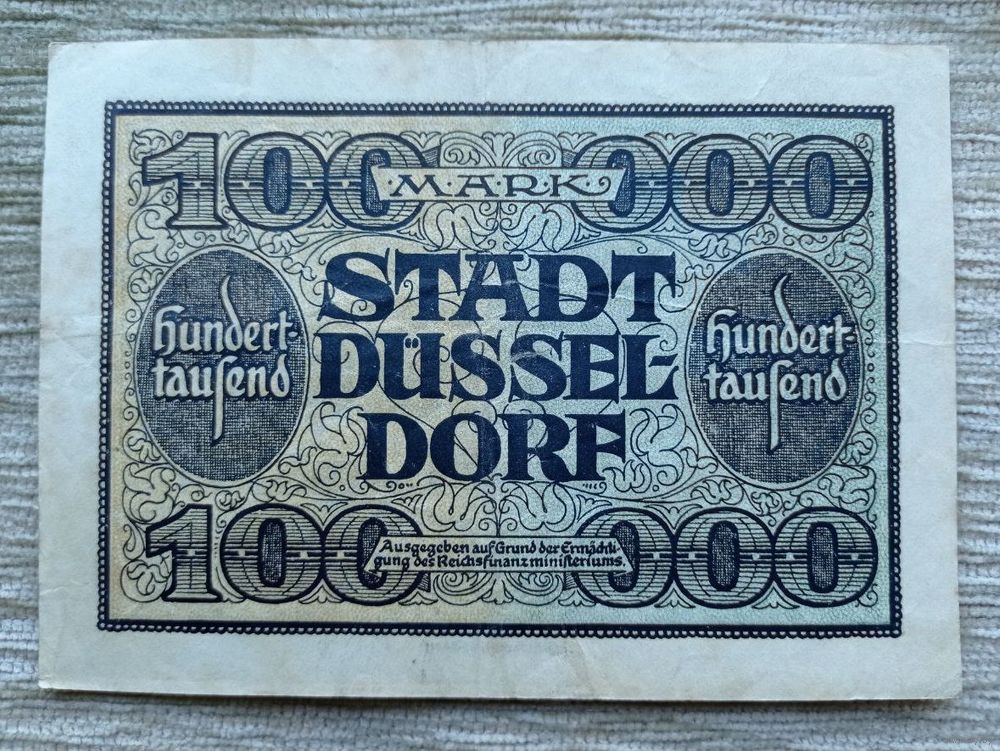 100 000
·M·A·R·K·
STADT
DÜSSEL-
DORF
hundert-
tauſend
hundert-
tauſend
100 000
Ausgegeben auf Grund der Ermächti-
gung des Reichsfinanzminiſteriums.